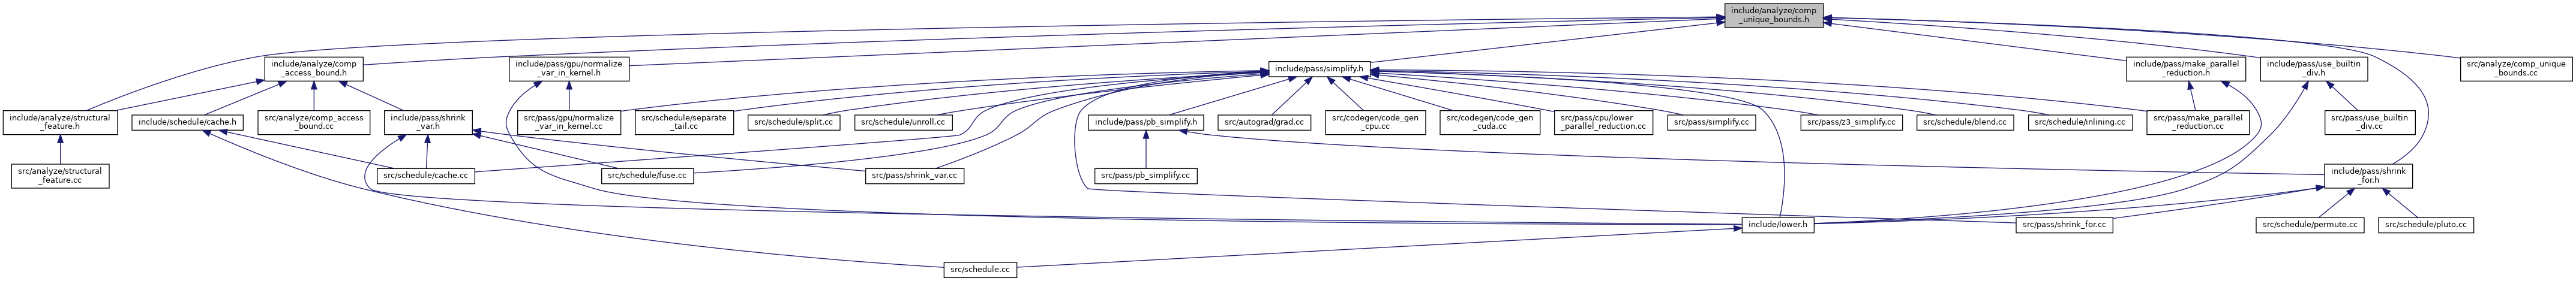 include/analyze/comp
_unique_bounds.h
include/analyze/comp
_access_bound.h
include/pass/gpu/normalize
_var_in_kernel.h
include/pass/simplify.h
include/pass/make_parallel
_reduction.h
include/pass/use_builtin
_div.h
src/analyze/comp_unique
_bounds.cc
include/analyze/structural
_feature.h
include/schedule/cache.h
src/analyze/comp_access
_bound.cc
include/pass/shrink
_var.h
src/pass/gpu/normalize
_var_in_kernel.cc
src/schedule/separate
_tail.cc
src/schedule/split.cc
src/schedule/unroll.cc
include/pass/pb_simplify.h
src/autograd/grad.cc
src/codegen/code_gen
_cpu.cc
src/codegen/code_gen
_cuda.cc
src/pass/cpu/lower
_parallel_reduction.cc
src/pass/simplify.cc
src/pass/z3_simplify.cc
src/schedule/blend.cc
src/schedule/inlining.cc
src/pass/make_parallel
_reduction.cc
src/pass/use_builtin
_div.cc
src/analyze/structural
_feature.cc
src/schedule/cache.cc
src/schedule/fuse.cc
src/pass/shrink_var.cc
src/pass/pb_simplify.cc
include/pass/shrink
_for.h
include/lower.h
src/pass/shrink_for.cc
src/schedule/permute.cc
src/schedule/pluto.cc
src/schedule.cc